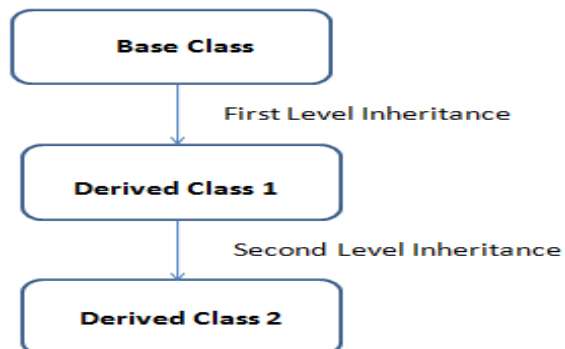 Base Class
First Level Inheritance
Derived Class 1
Second Level Inheritance
Derived Class 2